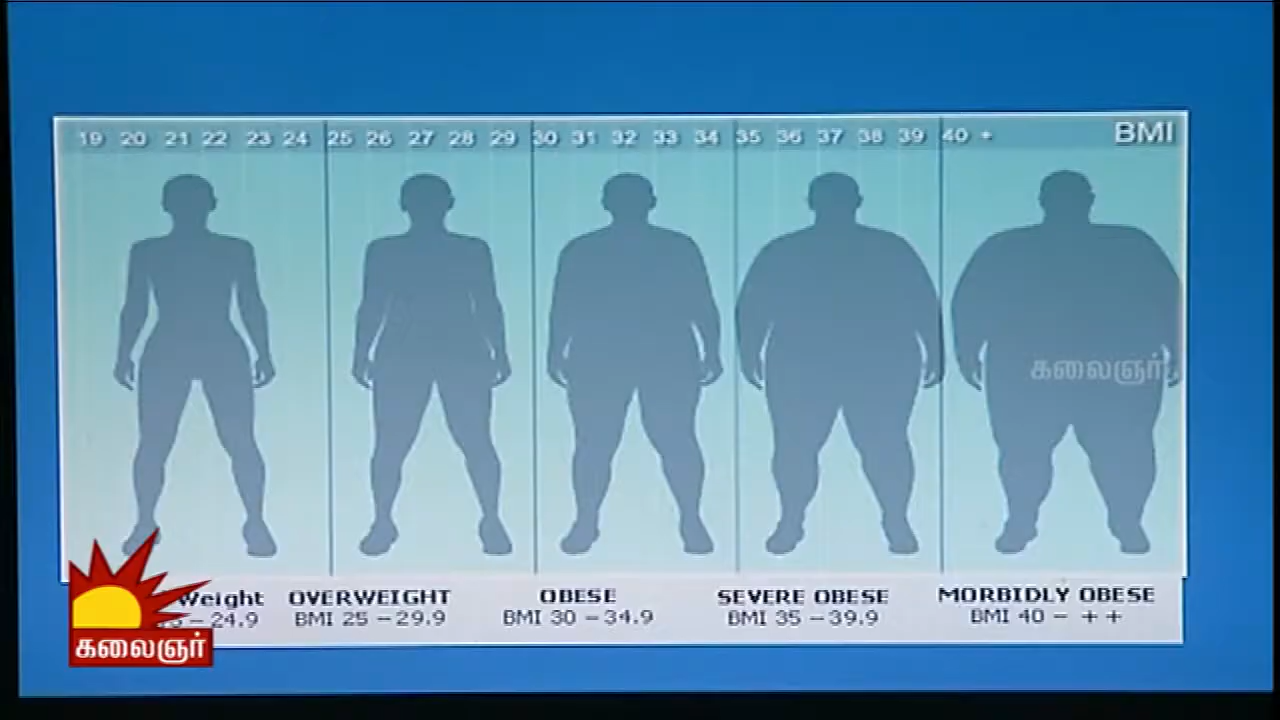 19 20 21 22 23 24 25 26 27 28 29 30 31 32 33 34 35 36 37 38 39 40 + BMI
கலைஞர்
Weight OVERWEIGHT OBESE SEVERE OBESE MORBIDLY OBESE
– 24.9 BMI 25 – 29.9 BMI 30 – 34.9 BMI 35 – 39.9 BMI 40 – + +
கலைஞர்